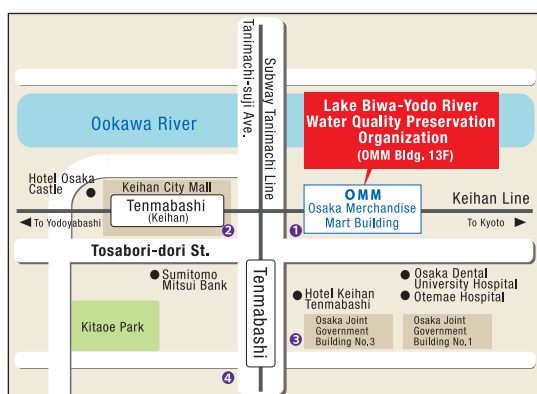 Tanimachi-suji Ave.
Subway Tanimachi Line
Lake Biwa-Yodo River
Water Quality Preservation
Organization
(OMM Bldg. 13F)
Ookawa River
Hotel Osaka
Castle
Keihan City Mall
Tenmabashi
(Keihan)
OMM
Osaka Merchandise
Mart Building
Keihan Line
To Yodoyabashi
2
1
To Kyoto
Tosabori-dori St.
Sumitomo
Mitsui Bank
Tenmabashi
Hotel Keihan
Tenmabashi
Osaka Dental
University Hospital
Otemae Hospital
Kitaoe Park
3
Osaka Joint
Government
Building No.3
Osaka Joint
Government
Building No.1
4